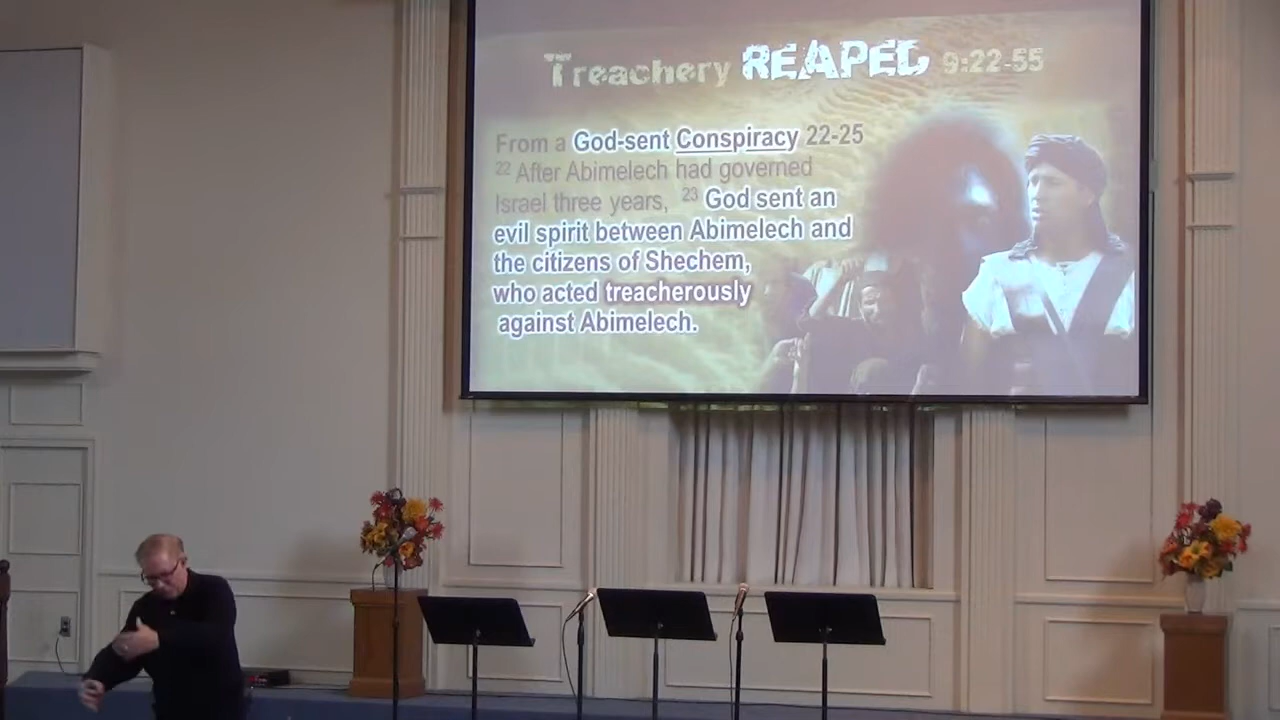 Treachery REAPED 9:22-55
From a God-sent Conspiracy 22-25
22 After Abimelech had governed
Israel three years, 23 God sent an
evil spirit between Abimelech and
the citizens of Shechem,
who acted treacherously
against Abimelech.